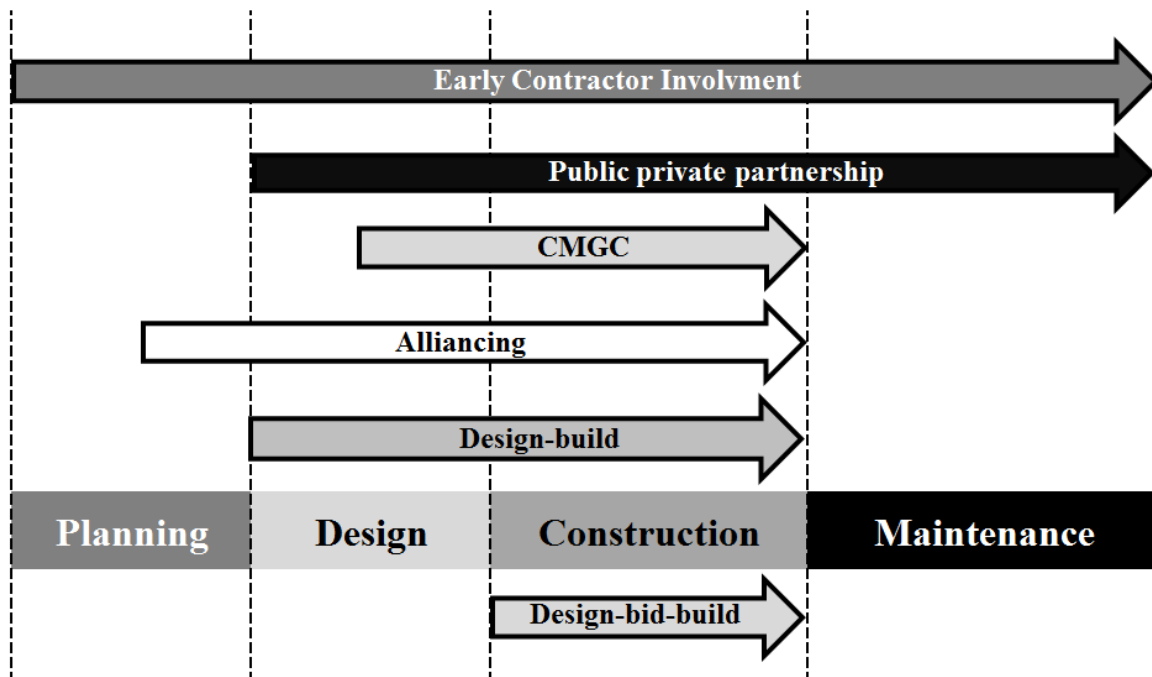 Early Contractor Involvment
Public private partnership
CMGC
Alliancing
Design-build
Planning
Design
Construction
Maintenance
Design-bid-build